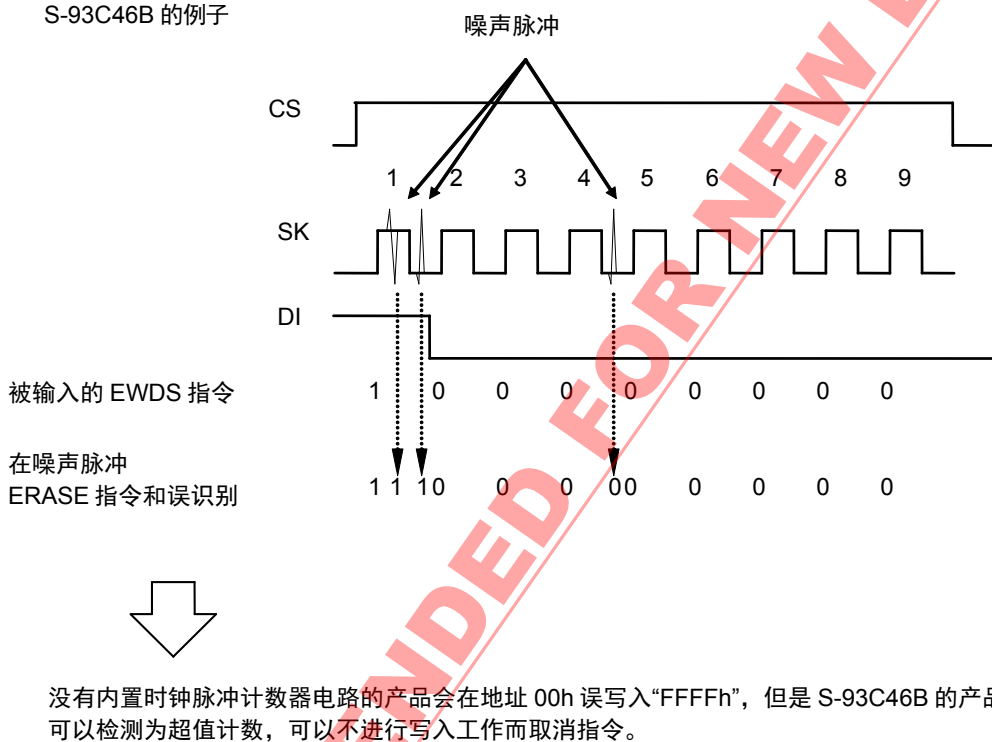 S-93C46B 的例子
噪声脉冲
CS
1 2 3 4 5 6 7 8 9
SK
DI
被输入的 EWDS 指令 1 0 0 0 0 0 0 0 0
在噪声脉冲
ERASE 指令和误识别 1 1 1 0 0 0 0 0 0 0 0 0
没有内置时钟脉冲计数器电路的产品会在地址 00h 误写入“FFFFh”，但是 S-93C46B 的产品
可以检测为超值计数，可以不进行写入工作而取消指令。
ENDED FOR NEW